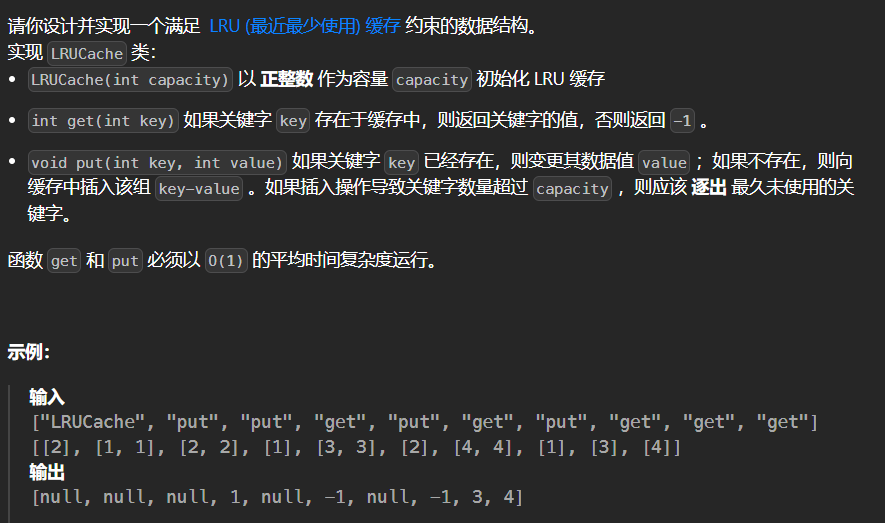 请你设计并实现一个满足 LRU (最近最少使用) 缓存 约束的数据结构。
实现 LRUCache 类：
• LRUCache(int capacity) 以 正整数 作为容量 capacity 初始化 LRU 缓存
• int get(int key) 如果关键字 key 存在于缓存中，则返回关键字的值，否则返回 -1 。
• void put(int key, int value) 如果关键字 key 已经存在，则变更其数据值 value ；如果不存在，则向
缓存中插入该组 key-value 。如果插入操作导致关键字数量超过 capacity ，则应该 逐出 最久未使用的关
键字。
函数 get 和 put 必须以 O(1) 的平均时间复杂度运行。
示例：
输入
["LRUCache", "put", "put", "get", "put", "get", "put", "get", "get", "get"]
[[2], [1, 1], [2, 2], [1], [3, 3], [2], [4, 4], [1], [3], [4]]
输出
[null, null, null, 1, null, -1, null, -1, 3, 4]